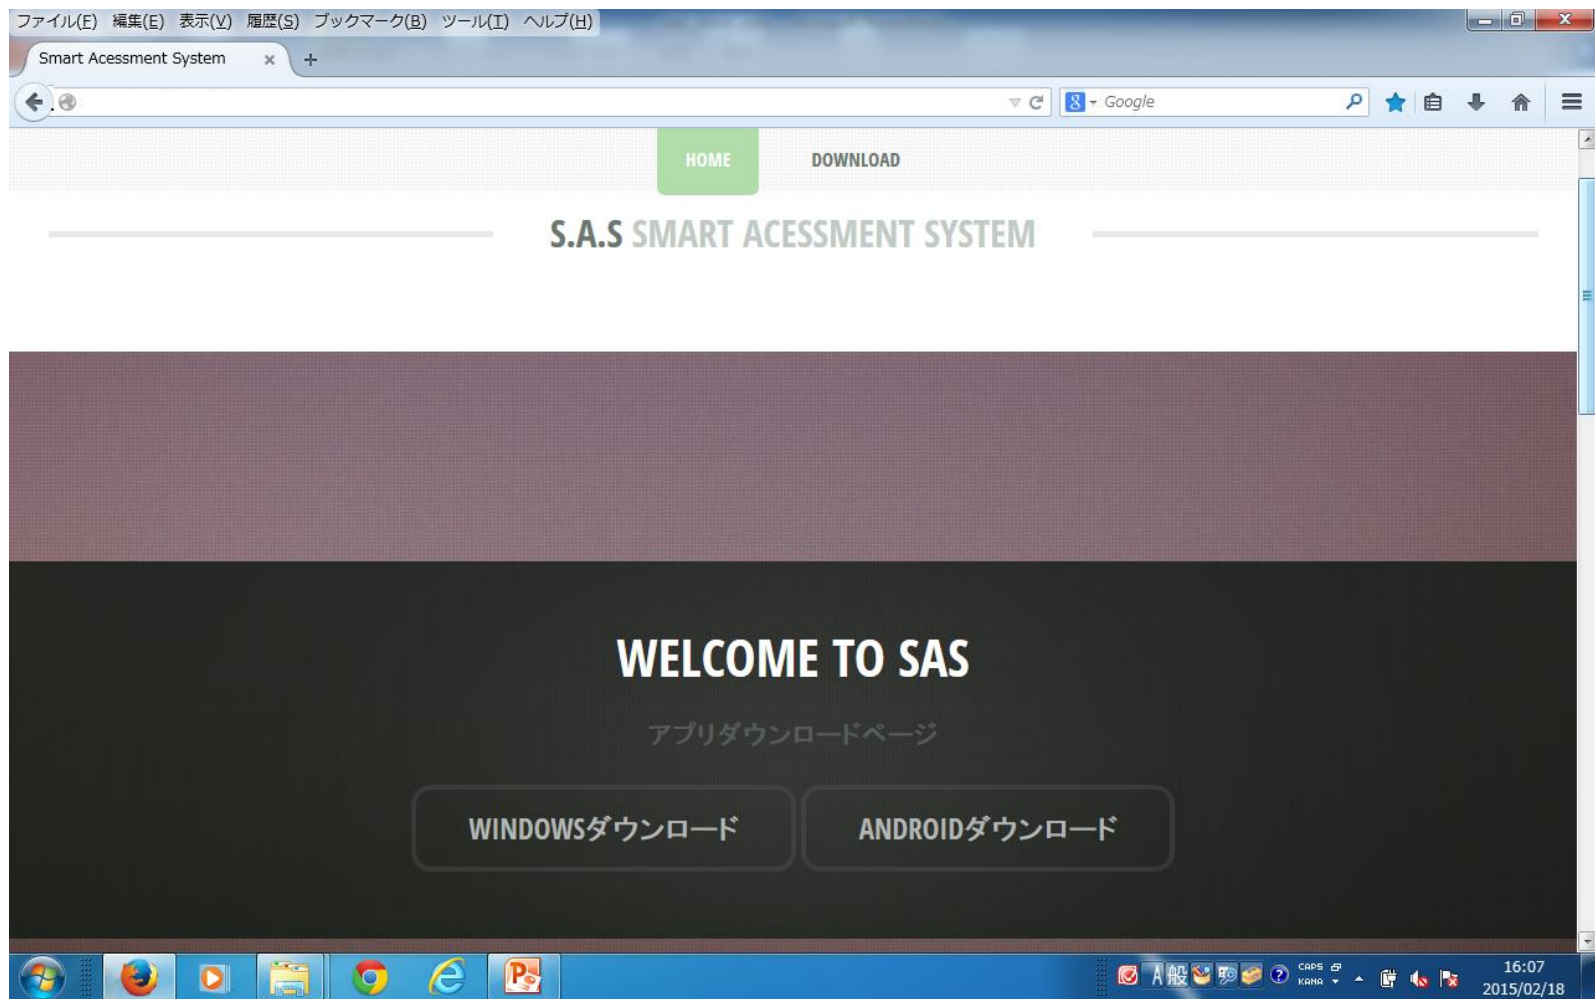 ファイル(F) 編集(E) 表示(V) 履歴(S) ブックマーク(B) ツール(T) ヘルプ(H)
Smart Acessment System
Google
HOME DOWNLOAD
S.A.S SMART ACESSMENT SYSTEM
WELCOME TO SAS
アプリダウンロードページ
WINDOWSダウンロード ANDROIDダウンロード
A 般 CAPS KANA
16:07
2015/02/18